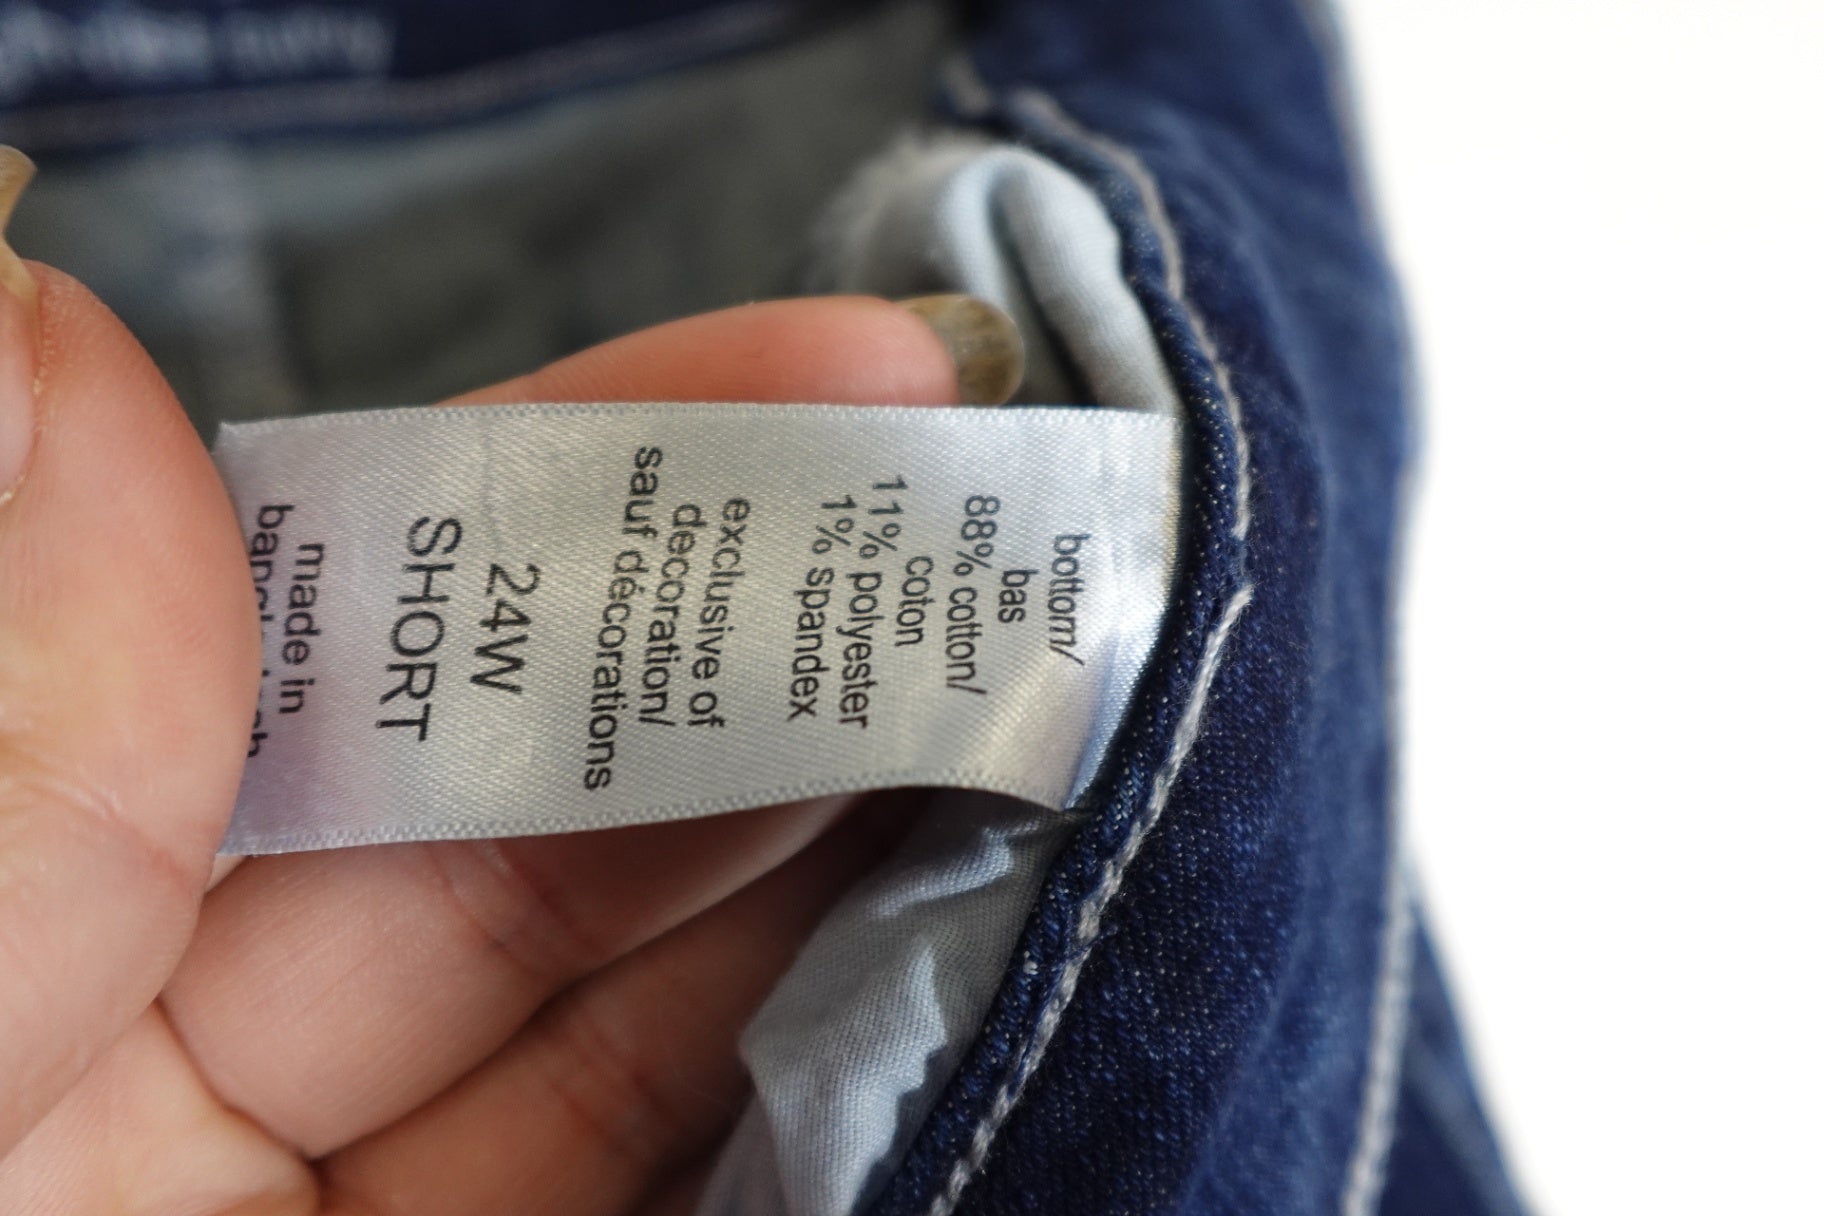 bottom/
bas
88% cotton/
coton
11% polyester
1% spandex
exclusive of
decoration/
sauf décorations
24W
SHORT
made in